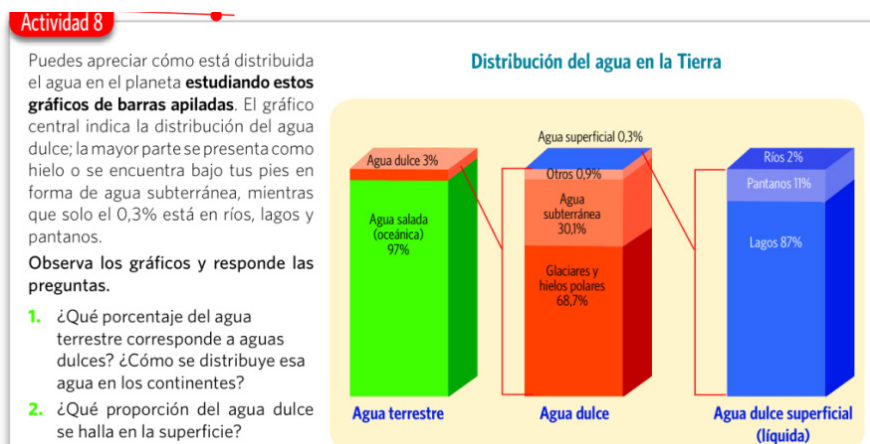 Actividad 8
Puedes apreciar cómo está distribuida
el agua en el planeta estudiando estos
gráficos de barras apiladas. El gráfico
central indica la distribución del agua
dulce; la mayor parte se presenta como
hielo o se encuentra bajo tus pies en
forma de agua subterránea, mientras
que solo el 0,3% está en ríos, lagos y
pantanos.
Observa los gráficos y responde las
preguntas.
1. ¿Qué porcentaje del agua
terrestre corresponde a aguas
dulces? ¿Cómo se distribuye esa
agua en los continentes?
2. ¿Qué proporción del agua dulce
se halla en la superficie?
Distribución del agua en la Tierra
Agua dulce 3%
Agua salada
(oceánica)
97%
Agua terrestre
Agua superficial 0,3%
Otros 0,9%
Agua
subterránea
30,1%
Glaciares y
hielos polares
68,7%
Agua dulce
Ríos 2%
Pantanos 11%
Lagos 87%
Agua dulce superficial
(líquida)